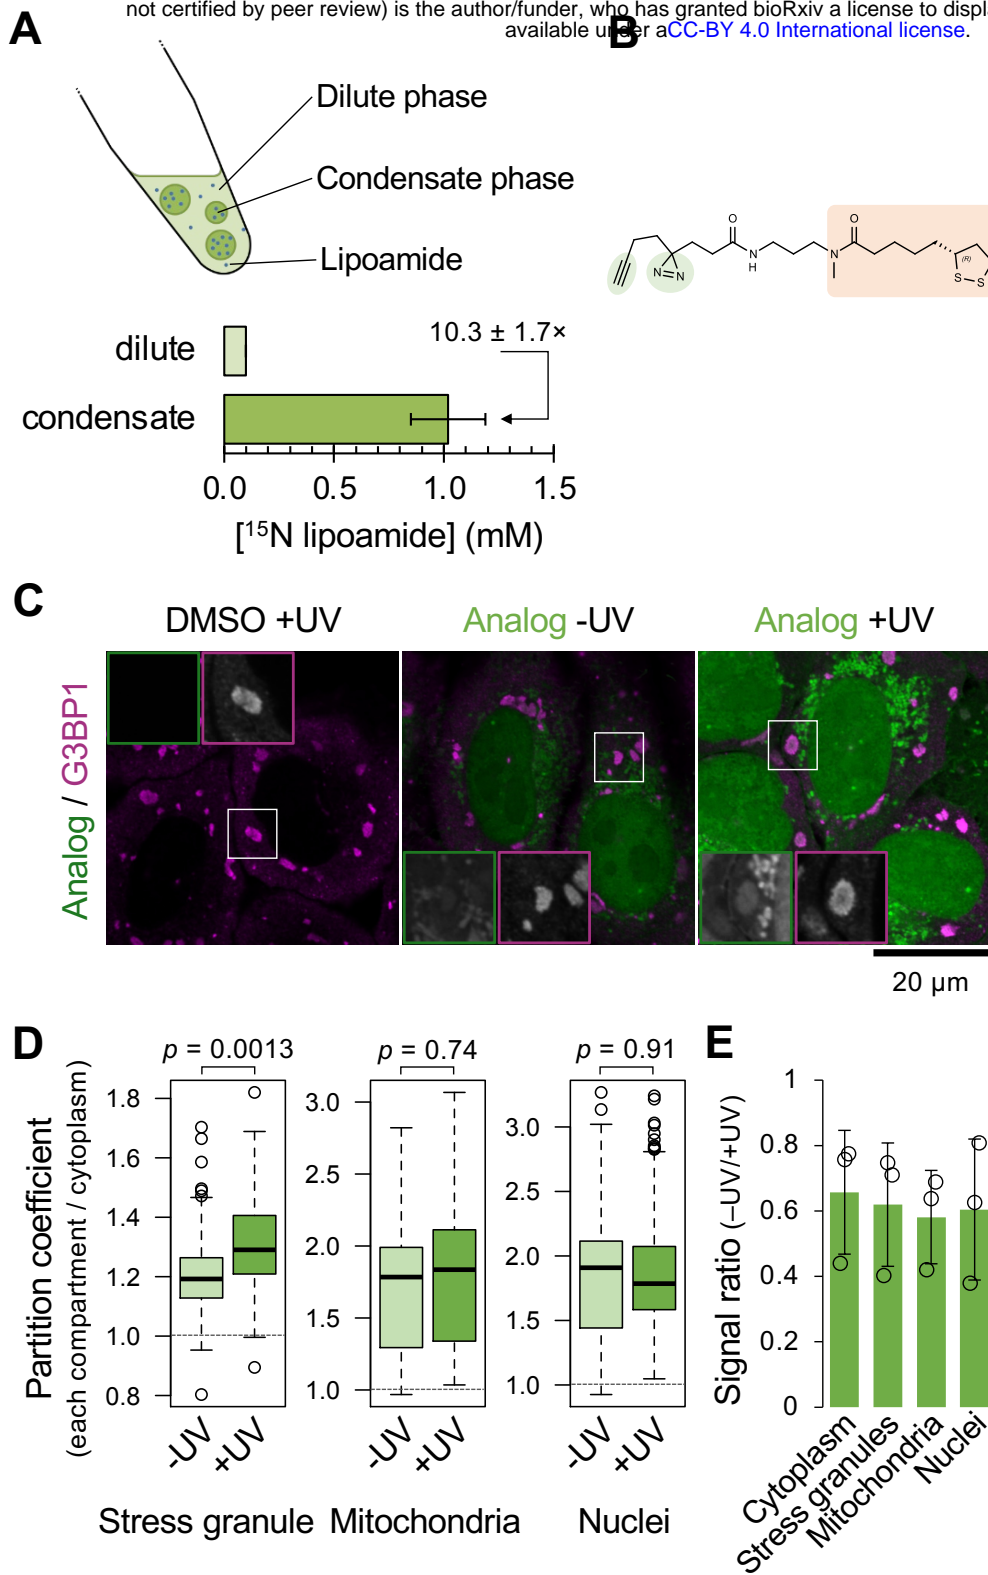 not certified by peer review) is the author/funder, who has granted bioRxiv a license to displa
available under aCC-BY 4.0 International license.
A
B
Dilute phase
Condensate phase
Lipoamide
10.3 ± 1.7×
dilute
condensate
0.0 0.5 1.0 1.5
[¹⁵N lipoamide] (mM)
O
N
H
N=N
O
N
(R)
S-S
C
DMSO +UV Analog -UV Analog +UV
Analog / G3BP1
20 µm
D
p = 0.0013 p = 0.74 p = 0.91
Partition coefficient
(each compartment / cytoplasm)
1.8
1.6
1.4
1.2
1.0
0.8
3.0
2.5
2.0
1.5
1.0
3.0
2.5
2.0
1.5
1.0
-UV +UV -UV +UV -UV +UV
Stress granule Mitochondria Nuclei
E
Signal ratio (–UV/+UV)
1
0.8
0.6
0.4
0.2
0
Cytoplasm
Stress granules
Mitochondria
Nuclei